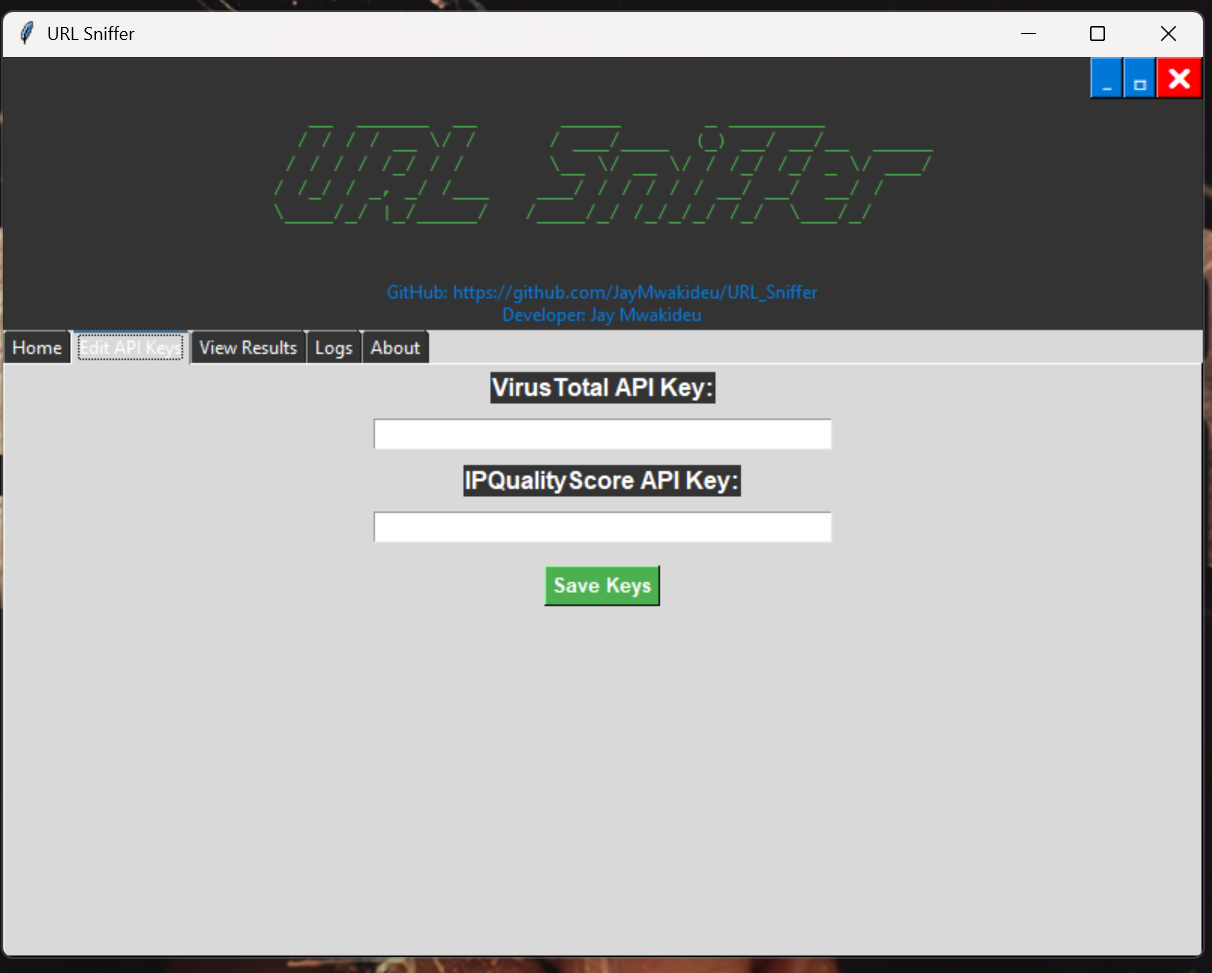 URL Sniffer
URL Sniffer
GitHub: https://github.com/JayMwakideu/URL_Sniffer
Developer: Jay Mwakideu
Home Edit API Keys View Results Logs About
VirusTotal API Key:
IPQualityScore API Key:
Save Keys